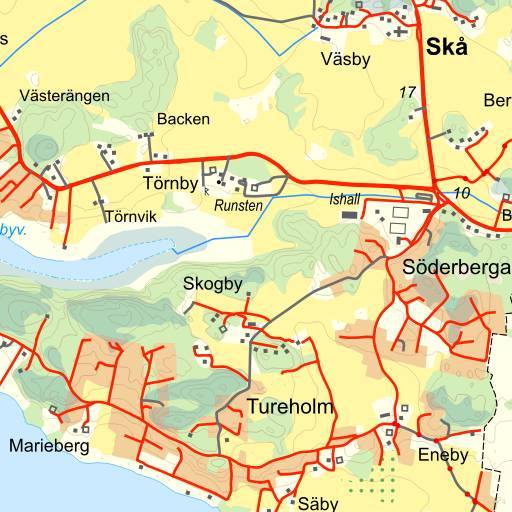 s
Skå
Väsby
Västerängen
17
Ber
Backen
Törnby
Runsten
Ishall
10
Törnvik
B
byv.
Söderberga
Skogby
Tureholm
Marieberg
Eneby
Säby